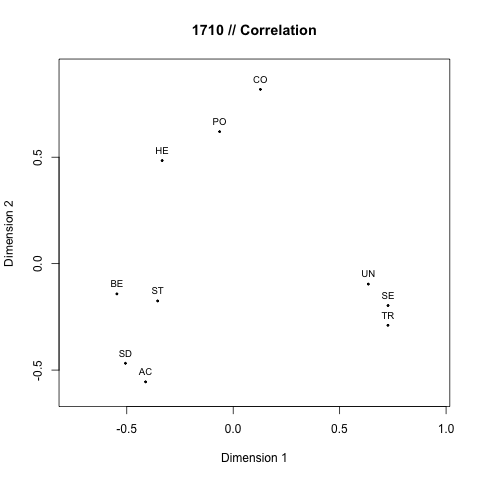 1710 // Correlation
CO
PO
HE
UN
BE
ST
SE
TR
SD
AC
0.5
0.0
-0.5
Dimension 2
-0.5
0.0
0.5
1.0
Dimension 1